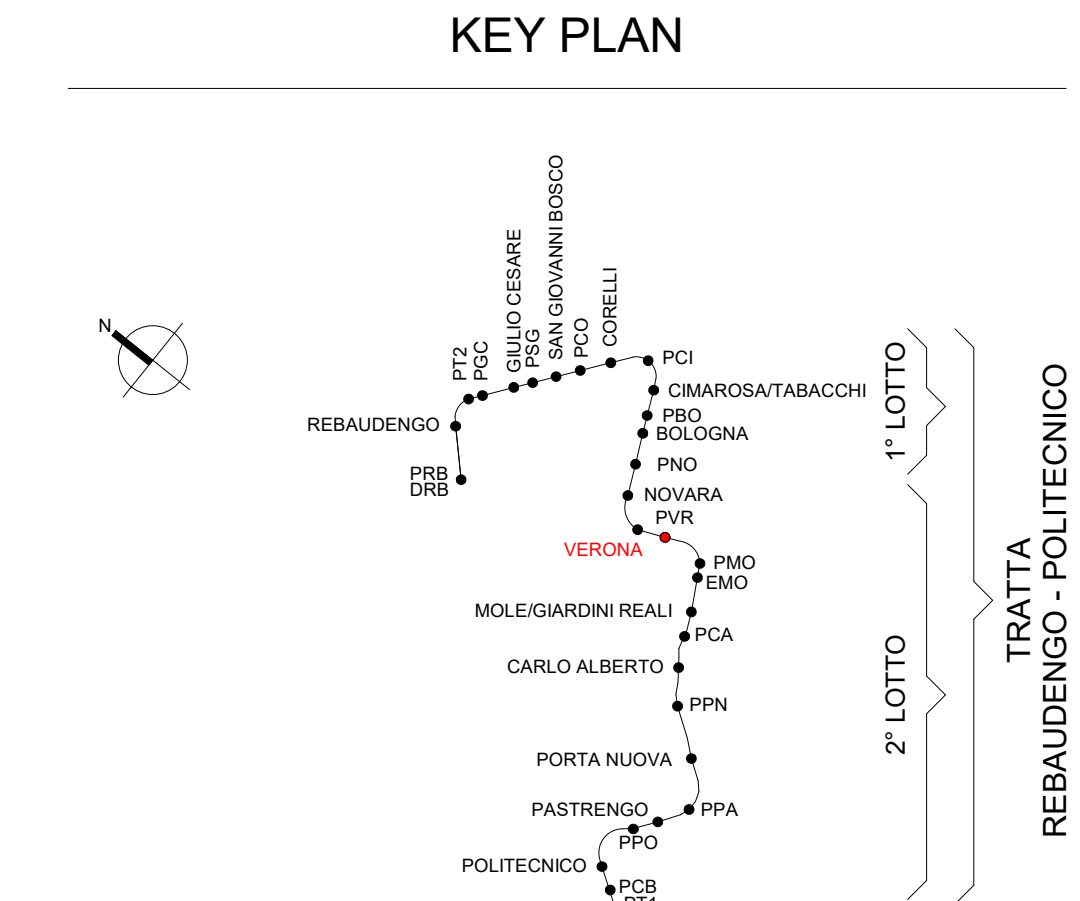 KEY PLAN
N
PT2
PGC
GIULIO CESARE
PSG
SAN GIOVANNI BOSCO
PCO
CORELLI
PCI
CIMAROSA/TABACCHI
REBAUDENGO
PBO
BOLOGNA
PRB
DRB
PNO
NOVARA
PVR
VERONA
PMO
EMO
MOLE/GIARDINI REALI
PCA
CARLO ALBERTO
PPN
PORTA NUOVA
PASTRENGO
PPA
PPO
POLITECNICO
PCB
PT1
1° LOTTO
2° LOTTO
TRATTA
REBAUDENGO - POLITECNICO